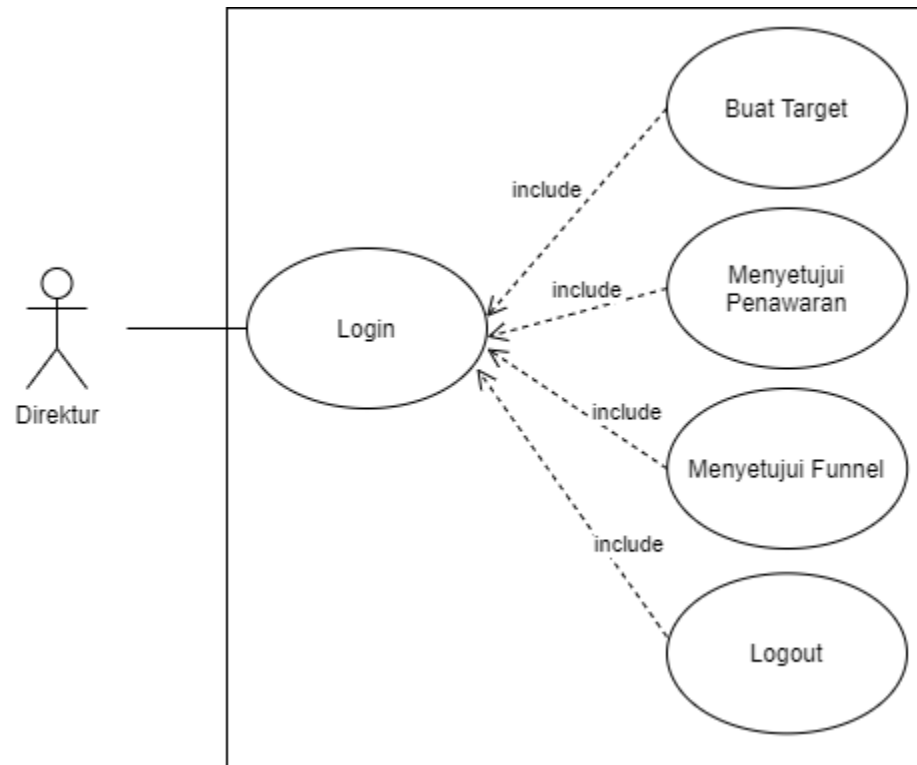 Buat Target
include
Menyetujui
Penawaran
include
Login
Direktur
include
Menyetujui Funnel
include
Logout